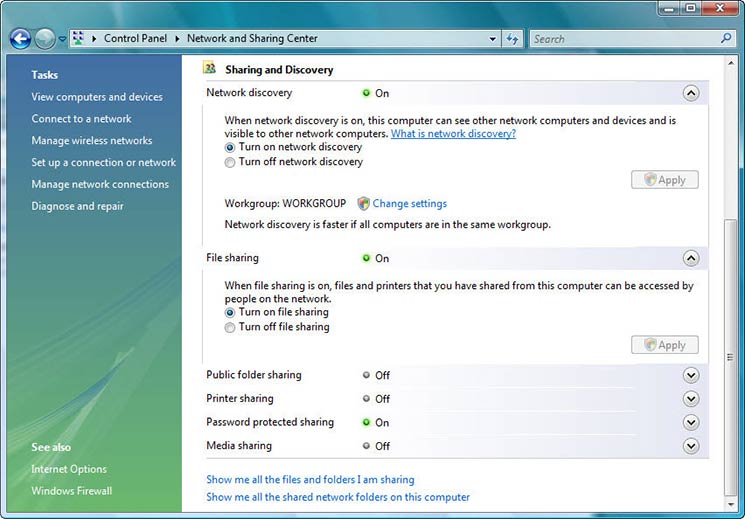 Control Panel
Network and Sharing Center
Search
Tasks
View computers and devices
Connect to a network
Manage wireless networks
Set up a connection or network
Manage network connections
Diagnose and repair
See also
Internet Options
Windows Firewall
Sharing and Discovery
Network discovery On
When network discovery is on, this computer can see other network computers and devices and is
visible to other network computers. What is network discovery?
Turn on network discovery
Turn off network discovery
Apply
Workgroup: WORKGROUP Change settings
Network discovery is faster if all computers are in the same workgroup.
File sharing On
When file sharing is on, files and printers that you have shared from this computer can be accessed by
people on the network.
Turn on file sharing
Turn off file sharing
Apply
Public folder sharing Off
Printer sharing Off
Password protected sharing On
Media sharing Off
Show me all the files and folders I am sharing
Show me all the shared network folders on this computer